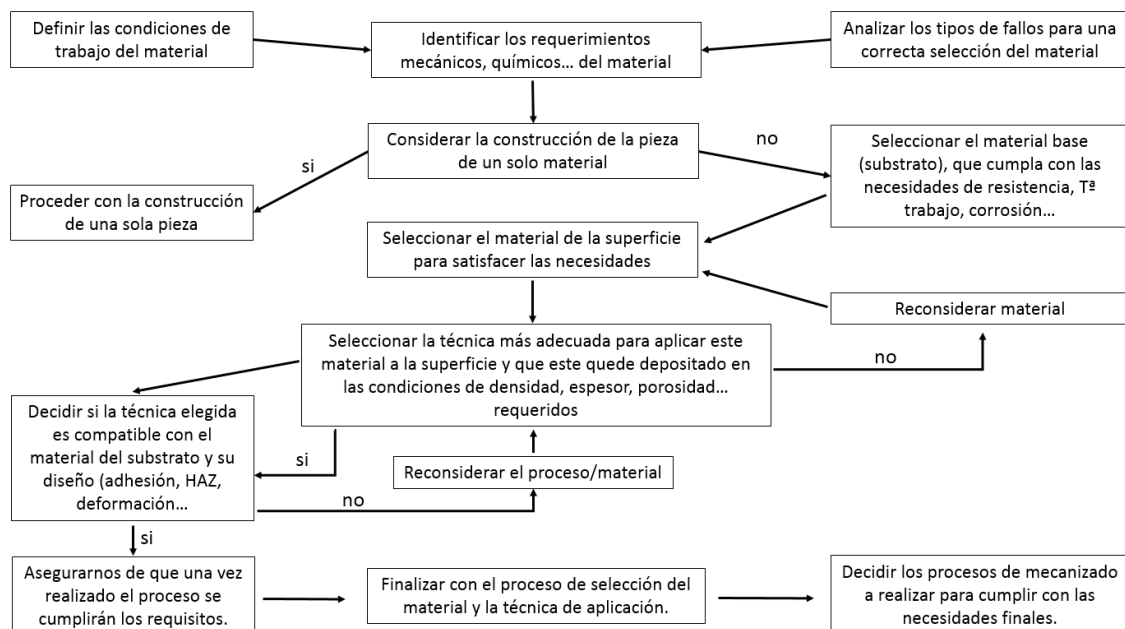 Definir las condiciones de
trabajo del material
Identificar los requerimientos
mecánicos, químicos... del material
Analizar los tipos de fallos para una
correcta selección del material
Considerar la construcción de la pieza
de un solo material
si
no
Proceder con la construcción
de una sola pieza
Seleccionar el material base
(substrato), que cumpla con las
necesidades de resistencia, Tª
trabajo, corrosión...
Seleccionar el material de la superficie
para satisfacer las necesidades
Reconsiderar material
Seleccionar la técnica más adecuada para aplicar este
material a la superficie y que este quede depositado en
las condiciones de densidad, espesor, porosidad...
requeridos
no
Decidir si la técnica elegida
es compatible con el
material del substrato y su
diseño (adhesión, HAZ,
deformación...
si
Reconsiderar el proceso/material
no
si
Asegurarnos de que una vez
realizado el proceso se
cumplirán los requisitos.
Finalizar con el proceso de selección del
material y la técnica de aplicación.
Decidir los procesos de mecanizado
a realizar para cumplir con las
necesidades finales.